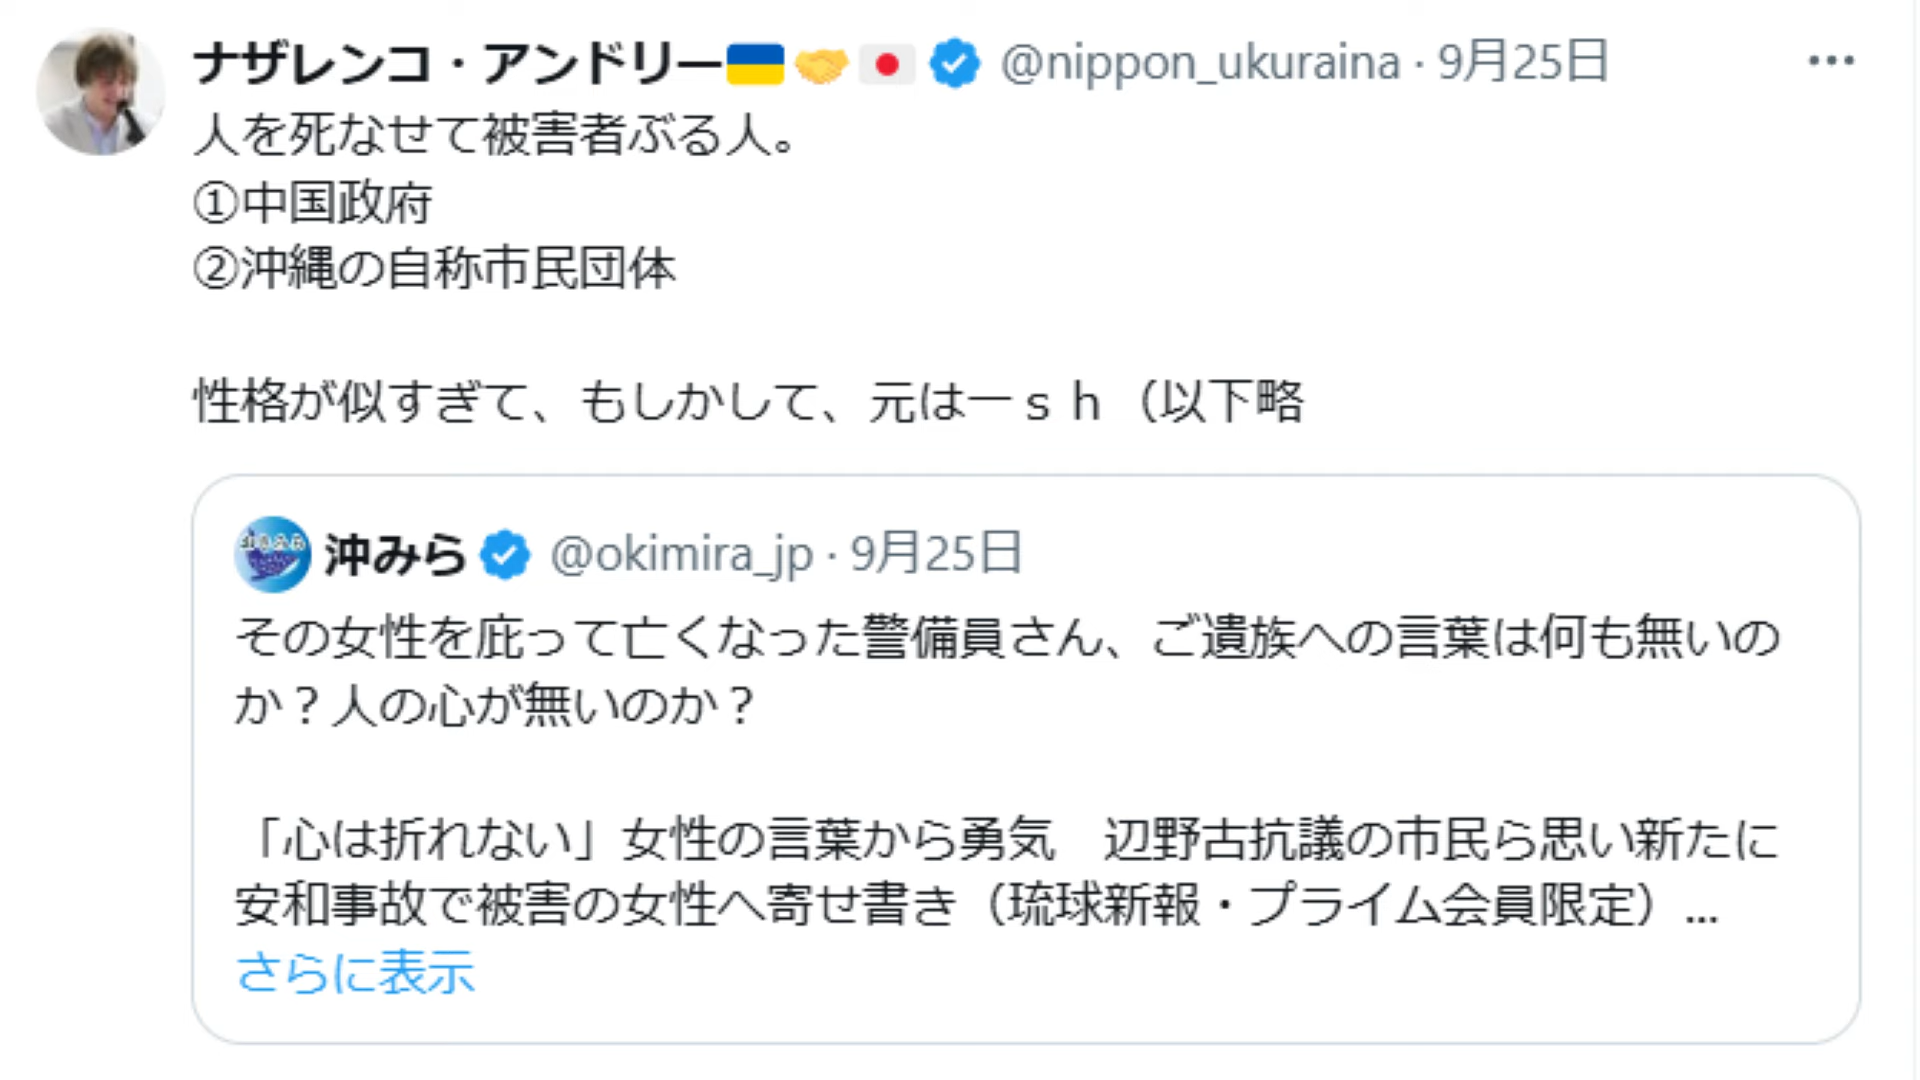 ナザレンコ・アンドリー🇺🇦🤝🇯🇵 @nippon_ukuraina · 9月25日
人を死なせて被害者ぶる人。
①中国政府
②沖縄の自称市民団体
性格が似すぎて、もしかして、元は一ｓｈ（以下略
沖みら @okimira_jp · 9月25日
その女性を庇って亡くなった警備員さん、ご遺族への言葉は何も無いの
か？人の心が無いのか？
「心は折れない」女性の言葉から勇気　辺野古抗議の市民ら思い新たに
安和事故で被害の女性へ寄せ書き（琉球新報・プライム会員限定）...
さらに表示